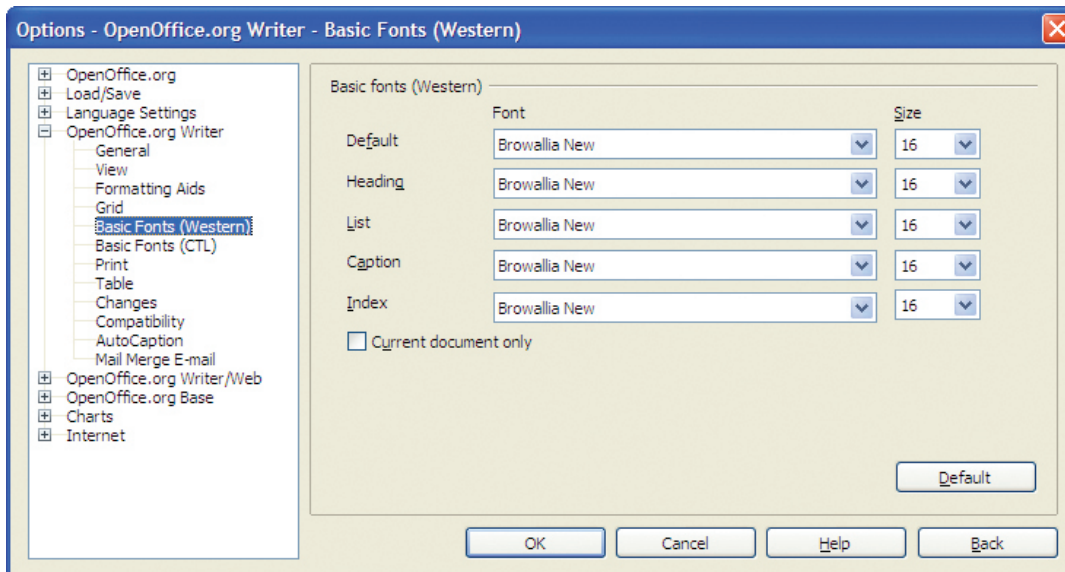 Options - OpenOffice.org Writer - Basic Fonts (Western)
OpenOffice.org
Load/Save
Language Settings
OpenOffice.org Writer
General
View
Formatting Aids
Grid
Basic Fonts (Western)
Basic Fonts (CTL)
Print
Table
Changes
Compatibility
AutoCaption
Mail Merge E-mail
OpenOffice.org Writer/Web
OpenOffice.org Base
Charts
Internet
Basic fonts (Western)
Font Size
Default Browallia New 16
Heading Browallia New 16
List Browallia New 16
Caption Browallia New 16
Index Browallia New 16
Current document only
Default
OK Cancel Help Back